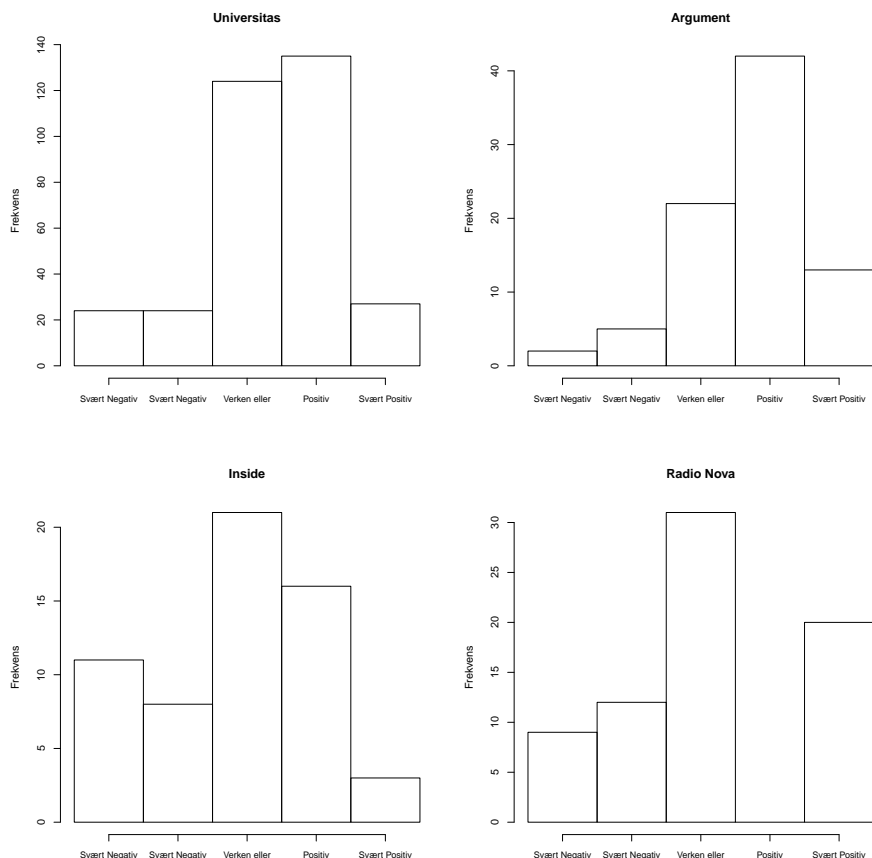 Universitas
Frekvens
0 20 40 60 80 100 120 140
Svært Negativ Svært Negativ Verken eller Positiv Svært Positiv
Argument
Frekvens
0 10 20 30 40
Svært Negativ Svært Negativ Verken eller Positiv Svært Positiv
Inside
Frekvens
0 5 10 15 20
Svært Negativ Svært Negativ Verken eller Positiv Svært Positiv
Radio Nova
Frekvens
0 5 10 15 20 25 30
Svært Negativ Svært Negativ Verken eller Positiv Svært Positiv